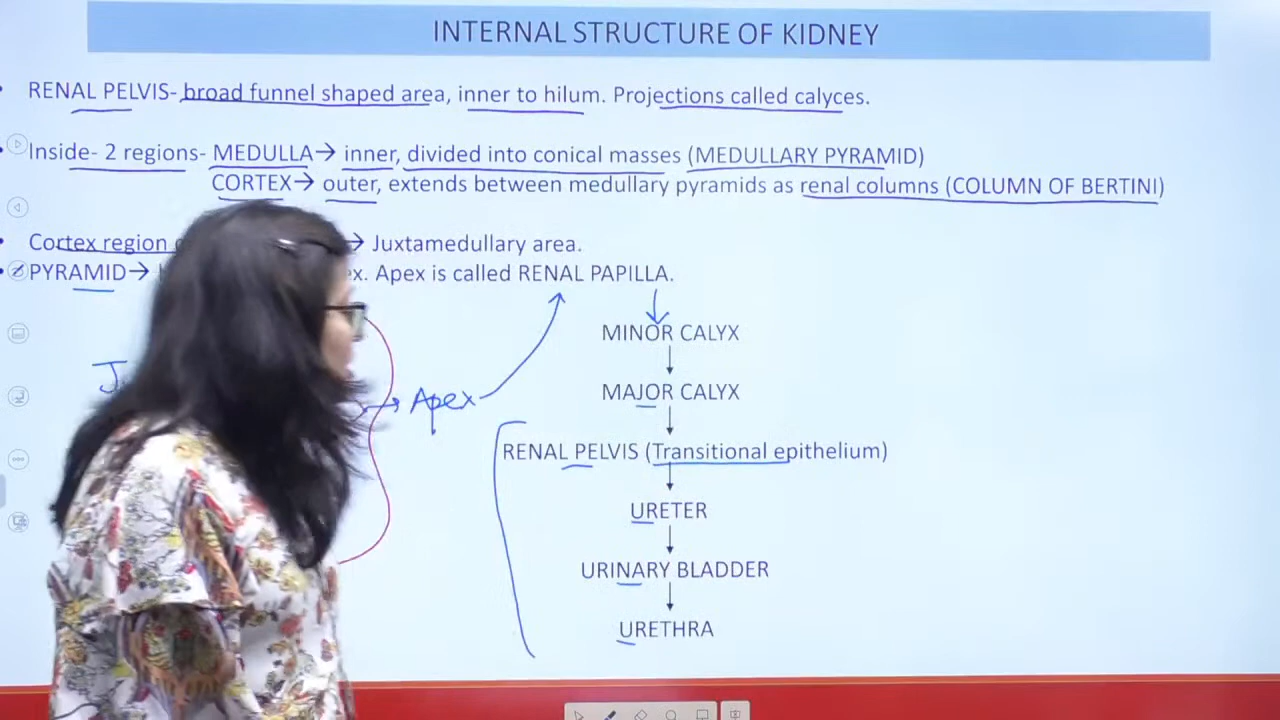 INTERNAL STRUCTURE OF KIDNEY
• RENAL PELVIS- broad funnel shaped area, inner to hilum. Projections called calyces.
• Inside- 2 regions- MEDULLA→ inner, divided into conical masses (MEDULLARY PYRAMID)
CORTEX→ outer, extends between medullary pyramids as renal columns (COLUMN OF BERTINI)
• Cortex region → Juxtamedullary area.
• PYRAMID→ Apex is called RENAL PAPILLA.
MINOR CALYX
MAJOR CALYX
Apex
RENAL PELVIS (Transitional epithelium)
URETER
URINARY BLADDER
URETHRA